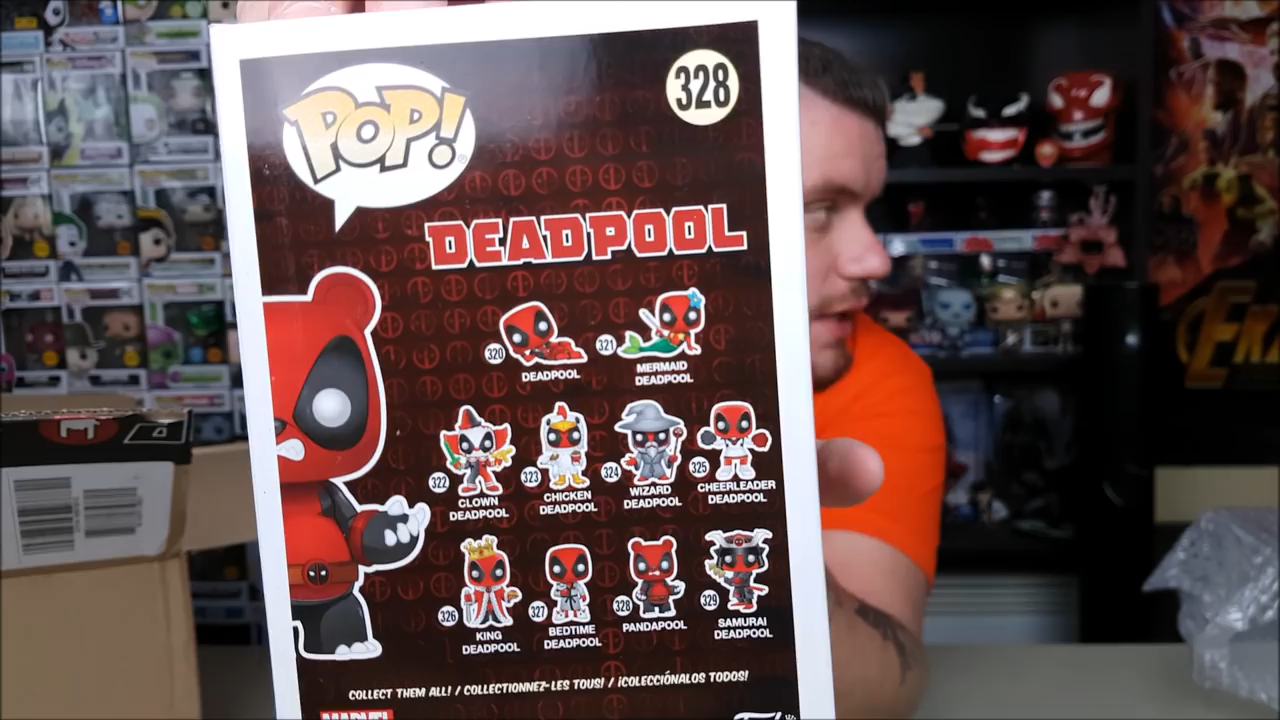 POP!
328
DEADPOOL
320
DEADPOOL
321
MERMAID
DEADPOOL
322
CLOWN
DEADPOOL
323
CHICKEN
DEADPOOL
324
WIZARD
DEADPOOL
325
CHEERLEADER
DEADPOOL
326
KING
DEADPOOL
327
BEDTIME
DEADPOOL
328
PANDAPOOL
329
SAMURAI
DEADPOOL
COLLECT THEM ALL! / COLLECTIONNEZ-LES TOUS! / ¡COLECCIÓNALOS TODOS!
MARVEL